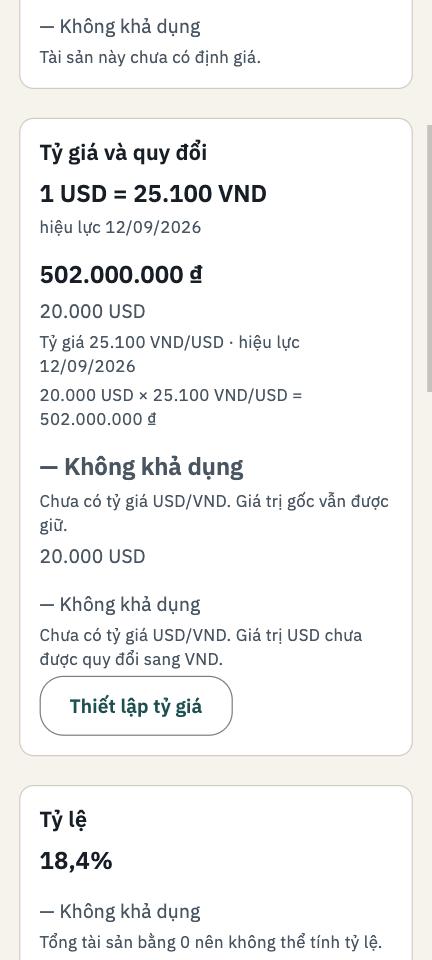 — Không khả dụng
Tài sản này chưa có định giá.
Tỷ giá và quy đổi
1 USD = 25.100 VND
hiệu lực 12/09/2026
502.000.000 ₫
20.000 USD
Tỷ giá 25.100 VND/USD · hiệu lực
12/09/2026
20.000 USD × 25.100 VND/USD =
502.000.000 ₫
— Không khả dụng
Chưa có tỷ giá USD/VND. Giá trị gốc vẫn được
giữ.
20.000 USD
— Không khả dụng
Chưa có tỷ giá USD/VND. Giá trị USD chưa
được quy đổi sang VND.
Thiết lập tỷ giá
Tỷ lệ
18,4%
— Không khả dụng
Tổng tài sản bằng 0 nên không thể tính tỷ lệ.